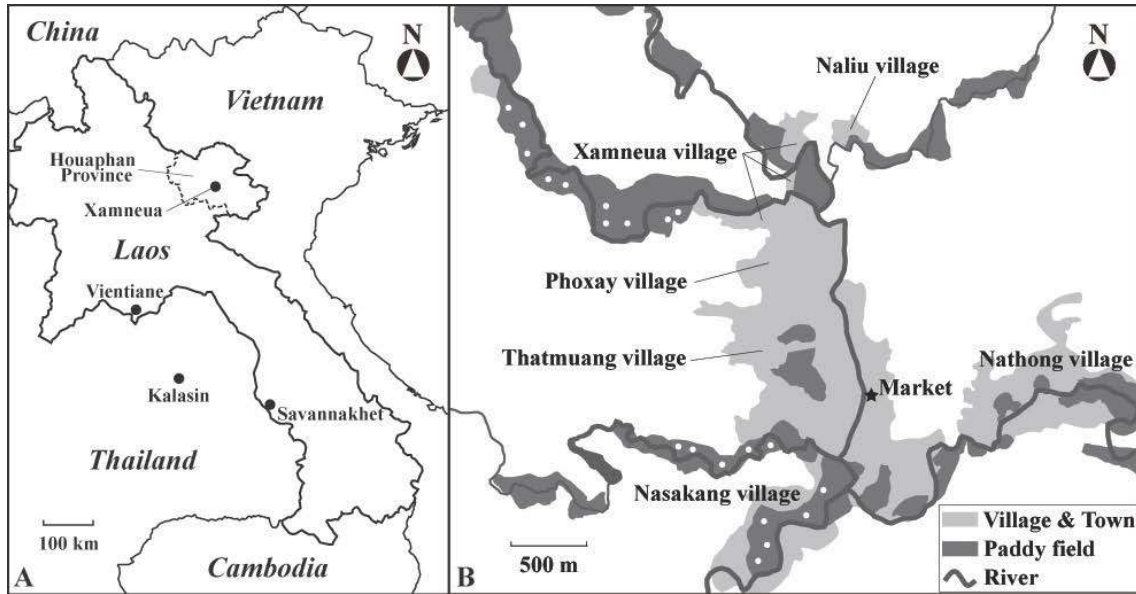 China
N
Vietnam
Houaphan
Province
Xamneua
Laos
Vientiane
Kalasin
Savannakhet
Thailand
100 km
Cambodia
A
N
Naliu village
Xamneua village
Phoxay village
Thatmuang village
Nathong village
Market
Nasakang village
500 m
Village & Town
Paddy field
River
B